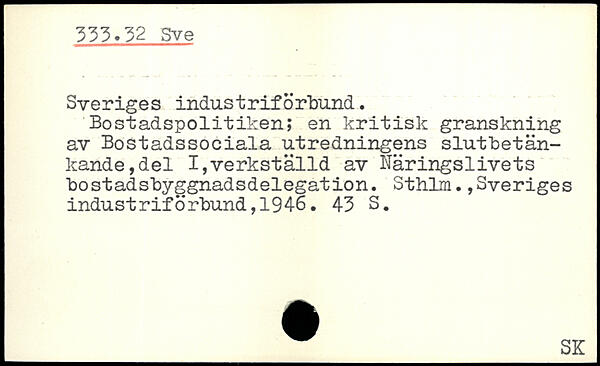 333.32 Sve
Sveriges industriförbund.
Bostadspolitiken; en kritisk granskning
av Bostadssociala utredningens slutbetän-
kande,del I,verkställd av Näringslivets
bostadsbyggnadsdelegation. Sthlm.,Sveriges
industriförbund,1946. 43 S.
SK